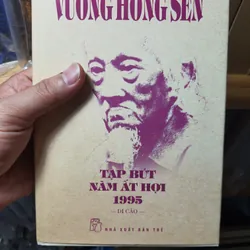 VƯƠNG HỒNG SỂN
TẠP BÚT
NĂM ẤT HỢI
1995
— DI CẢO —
NHÀ XUẤT BẢN TRẺ